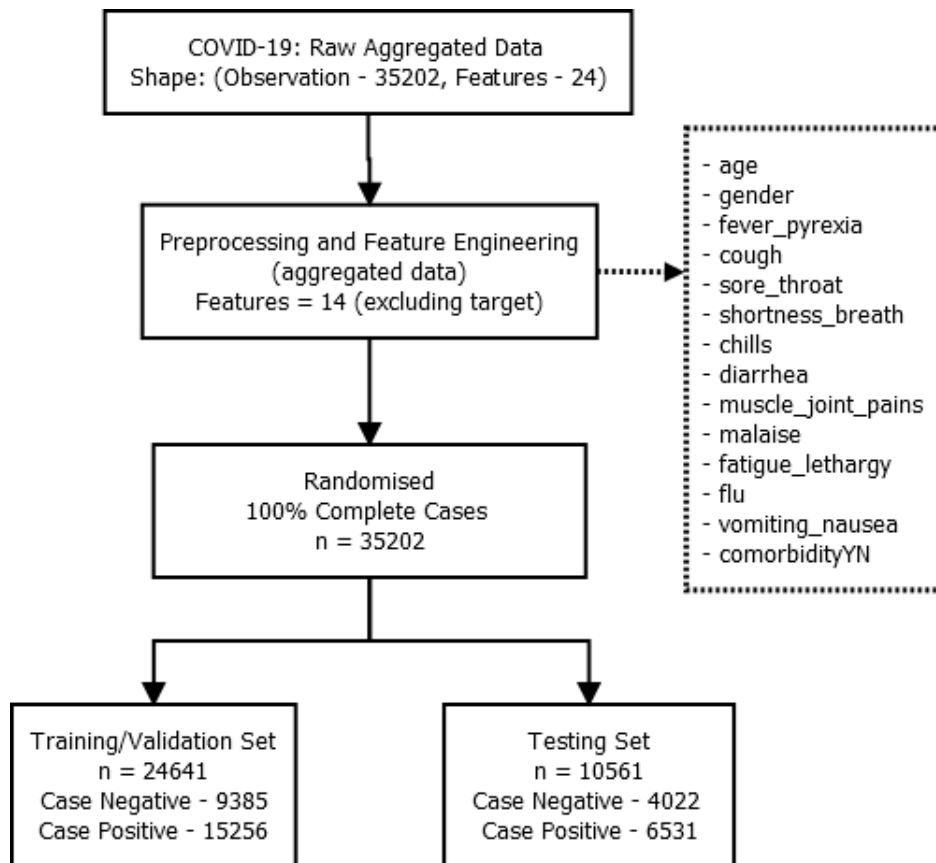 COVID-19: Raw Aggregated Data
Shape: (Observation - 35202, Features - 24)
Preprocessing and Feature Engineering
(aggregated data)
Features = 14 (excluding target)
- age
- gender
- fever_pyrexia
- cough
- sore_throat
- shortness_breath
- chills
- diarrhea
- muscle_joint_pains
- malaise
- fatigue_lethargy
- flu
- vomiting_nausea
- comorbidityYN
Randomised
100% Complete Cases
n = 35202
Training/Validation Set
n = 24641
Case Negative - 9385
Case Positive - 15256
Testing Set
n = 10561
Case Negative - 4022
Case Positive - 6531